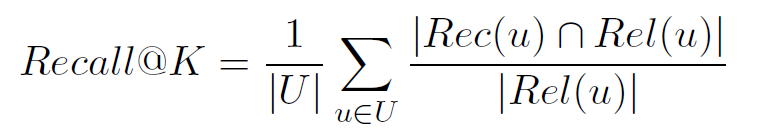 Recall@K = \frac{1}{|U|} \sum_{u \in U} \frac{|Rec(u) \cap Rel(u)|}{|Rel(u)|}